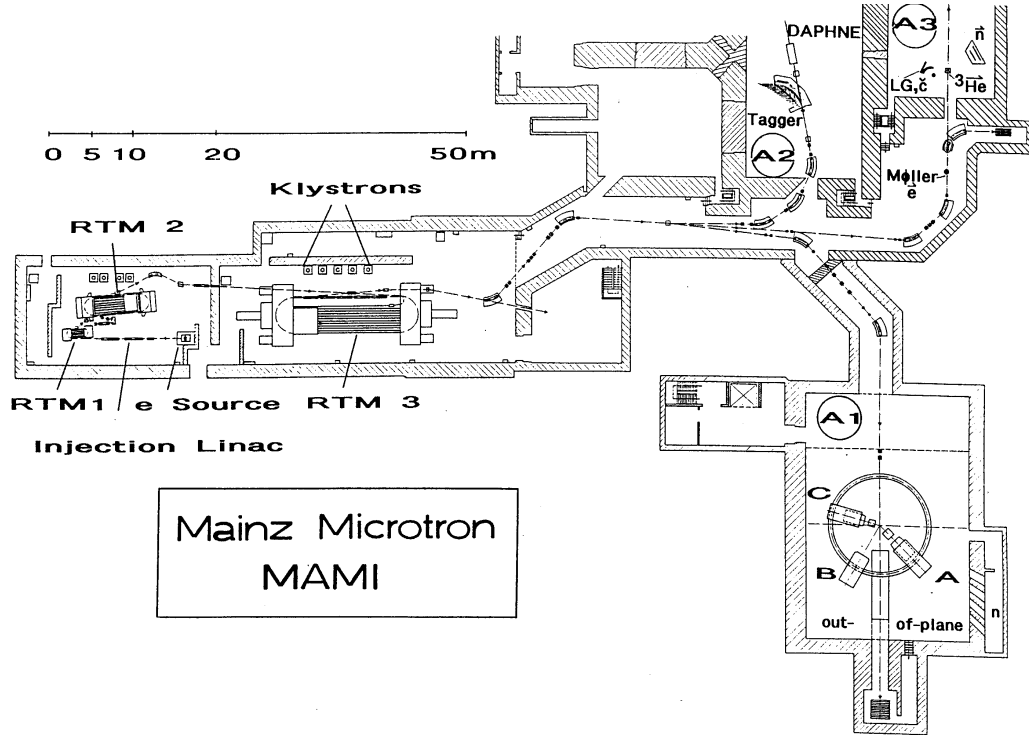 DAPHNE
A3
n
LG,č
³He
Tagger
A2
Møller
e
0 5 10 20 50m
Klystrons
RTM 2
RTM1 e Source RTM 3
Injection Linac
A1
C
B A
n
out- of-plane
Mainz Microtron
MAMI